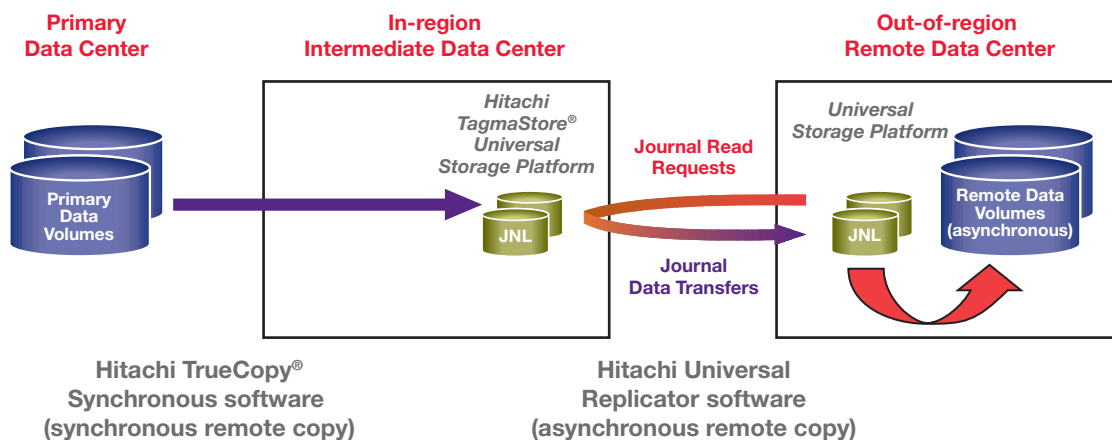 Primary
Data Center
In-region
Intermediate Data Center
Out-of-region
Remote Data Center
Primary
Data
Volumes
Hitachi
TagmaStore®
Universal
Storage Platform
JNL
Journal Read
Requests
Journal
Data Transfers
Universal
Storage Platform
JNL
Remote Data
Volumes
(asynchronous)
Hitachi TrueCopy®
Synchronous software
(synchronous remote copy)
Hitachi Universal
Replicator software
(asynchronous remote copy)